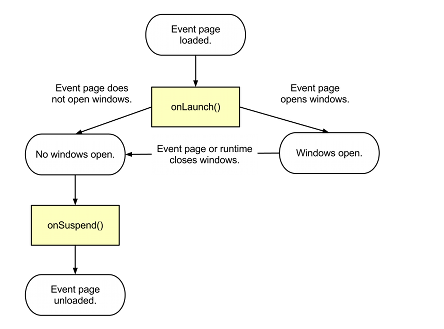 Event page
loaded.
Event page does
not open windows.
Event page
opens windows.
onLaunch()
No windows open.
Event page or runtime
closes windows.
Windows open.
onSuspend()
Event page
unloaded.